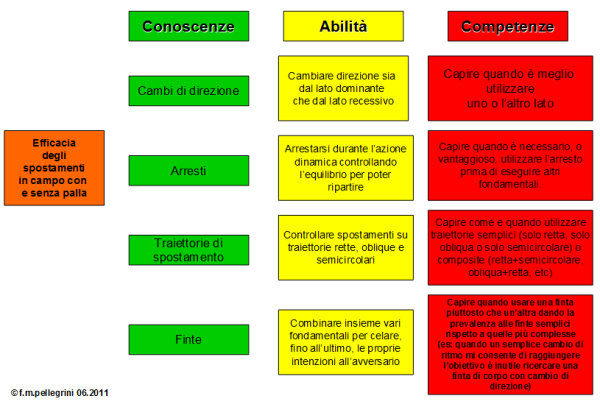 Conoscenze
Abilità
Competenze
Efficacia
degli
spostamenti
in campo con
e senza palla
Cambi di direzione
Cambiare direzione sia
dal lato dominante
che dal lato recessivo
Capire quando è meglio
utilizzare
uno o l'altro lato
Arresti
Arrestarsi durante l'azione
dinamica controllando
l'equilibrio per poter
ripartire
Capire quando è necessario, o
vantaggioso, utilizzare l'arresto
prima di eseguire altri
fondamentali.
Traiettorie di
spostamento
Controllare spostamenti su
traiettorie rette, oblique e
semicircolari
Capire come e quando utilizzare
traiettorie semplici (solo retta, solo
obliqua o solo semicircolare) o
composite (retta+semicircolare,
obliqua+retta, etc)
Finte
Combinare insieme vari
fondamentali per celare,
fino all'ultimo, le proprie
intenzioni all'avversario
Capire quando usare una finta
piuttosto che un'altra dando la
prevalenza alle finte semplici
rispetto a quelle più complesse
(es: quando un semplice cambio di
ritmo mi consente di raggiungere
l'obiettivo è inutile ricercare una
finta di corpo con cambio di
direzione)
© f.m.pellegrini 06.2011